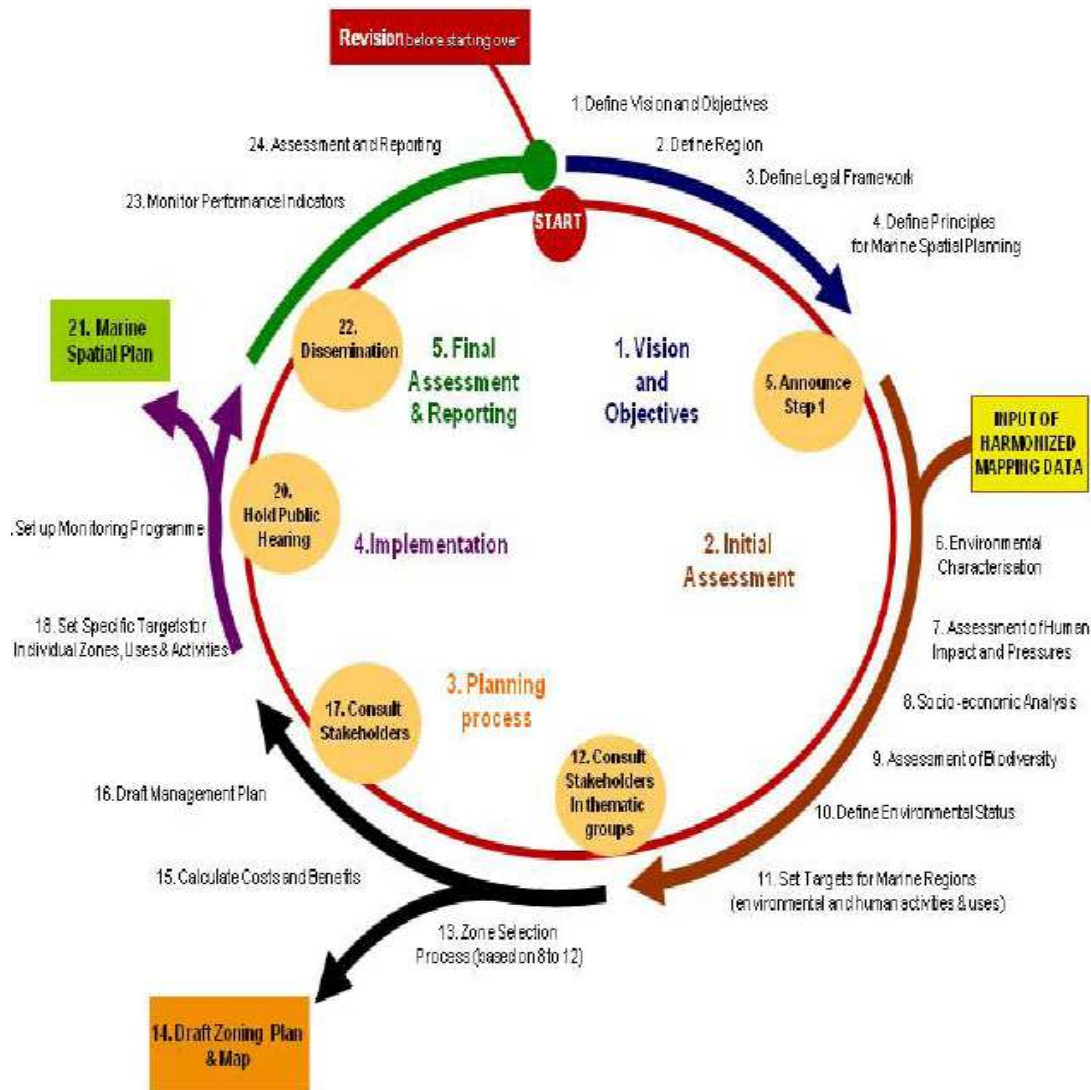 Revision before starting over
1. Define Vision and Objectives
2. Define Region
3. Define Legal Framework
4. Define Principles
for Marine Spatial Planning
START
1. Vision
and
Objectives
5. Announce
Step 1
INPUT OF
HARMONIZED
MAPPING DATA
2. Initial
Assessment
6. Environmental
Characterisation
7. Assessment of Human
Impact and Pressures
8. Socio-economic Analysis
9. Assessment of Biodiversity
10. Define Environmental Status
11. Set Targets for Marine Regions
(environmental and human activities & uses)
12. Consult
Stakeholders
In thematic
groups
3. Planning
process
13. Zone Selection
Process (based on 8 to 12)
14. Draft Zoning Plan
& Map
15. Calculate Costs and Benefits
16. Draft Management Plan
17. Consult
Stakeholders
4.Implementation
18. Set Specific Targets for
Individual Zones, Uses & Activities
. Set up Monitoring Programme
20.
Hold Public
Hearing
21. Marine
Spatial Plan
5. Final
Assessment
& Reporting
22.
Dissemination
23. Monitor Performance Indicators
24. Assessment and Reporting